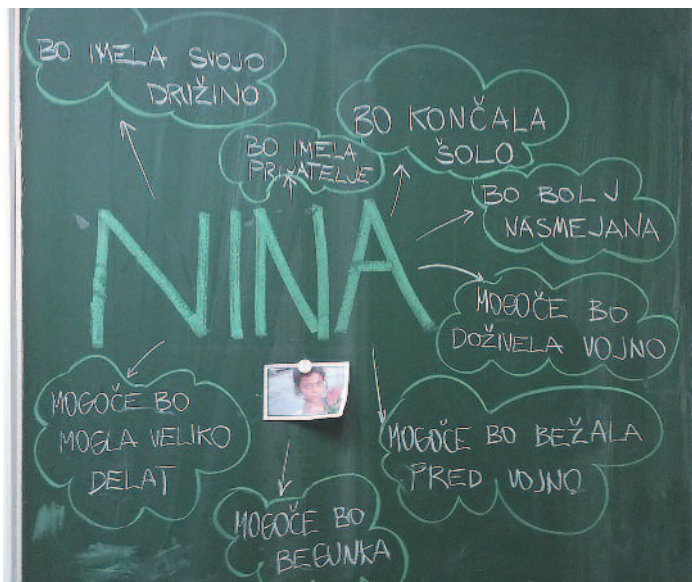 BO IMELA SVOJO
DRUŽINO
BO IMELA
PRIJATELJE
BO KONČALA
ŠOLO
BO BOLJ
NASMEJANA
NINA
MOGOČE BO
DOŽIVELA VOJNO
MOGOČE BO
MOGLA VELIKO
DELAT
MOGOČE BO BEŽALA
PRED VOJNO
MOGOČE BO
BEGUNKA